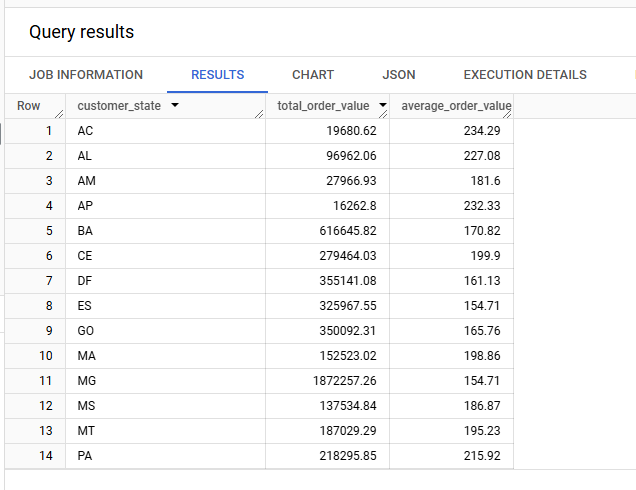 Query results
JOB INFORMATION RESULTS CHART JSON EXECUTION DETAILS
Row customer_state total_order_value average_order_value
1 AC 19680.62 234.29
2 AL 96962.06 227.08
3 AM 27966.93 181.6
4 AP 16262.8 232.33
5 BA 616645.82 170.82
6 CE 279464.03 199.9
7 DF 355141.08 161.13
8 ES 325967.55 154.71
9 GO 350092.31 165.76
10 MA 152523.02 198.86
11 MG 1872257.26 154.71
12 MS 137534.84 186.87
13 MT 187029.29 195.23
14 PA 218295.85 215.92